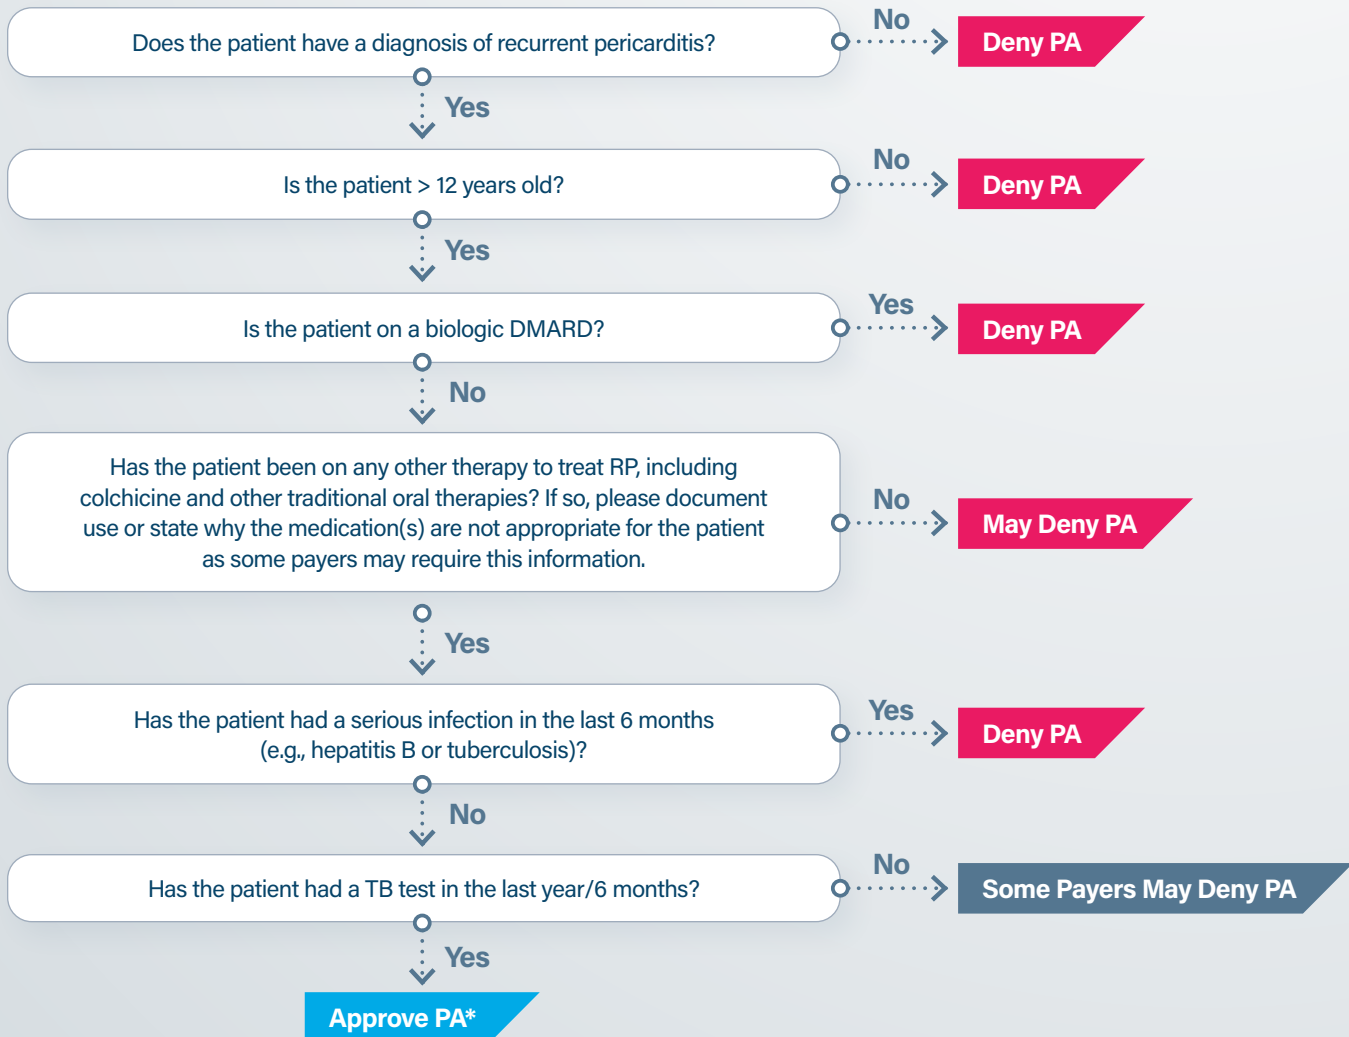 Does the patient have a diagnosis of recurrent pericarditis?
No
Deny PA
Yes
Is the patient > 12 years old?
No
Deny PA
Yes
Is the patient on a biologic DMARD?
Yes
Deny PA
No
Has the patient been on any other therapy to treat RP, including
colchicine and other traditional oral therapies? If so, please document
use or state why the medication(s) are not appropriate for the patient
as some payers may require this information.
No
May Deny PA
Yes
Has the patient had a serious infection in the last 6 months
(e.g., hepatitis B or tuberculosis)?
Yes
Deny PA
No
Has the patient had a TB test in the last year/6 months?
No
Some Payers May Deny PA
Yes
Approve PA*